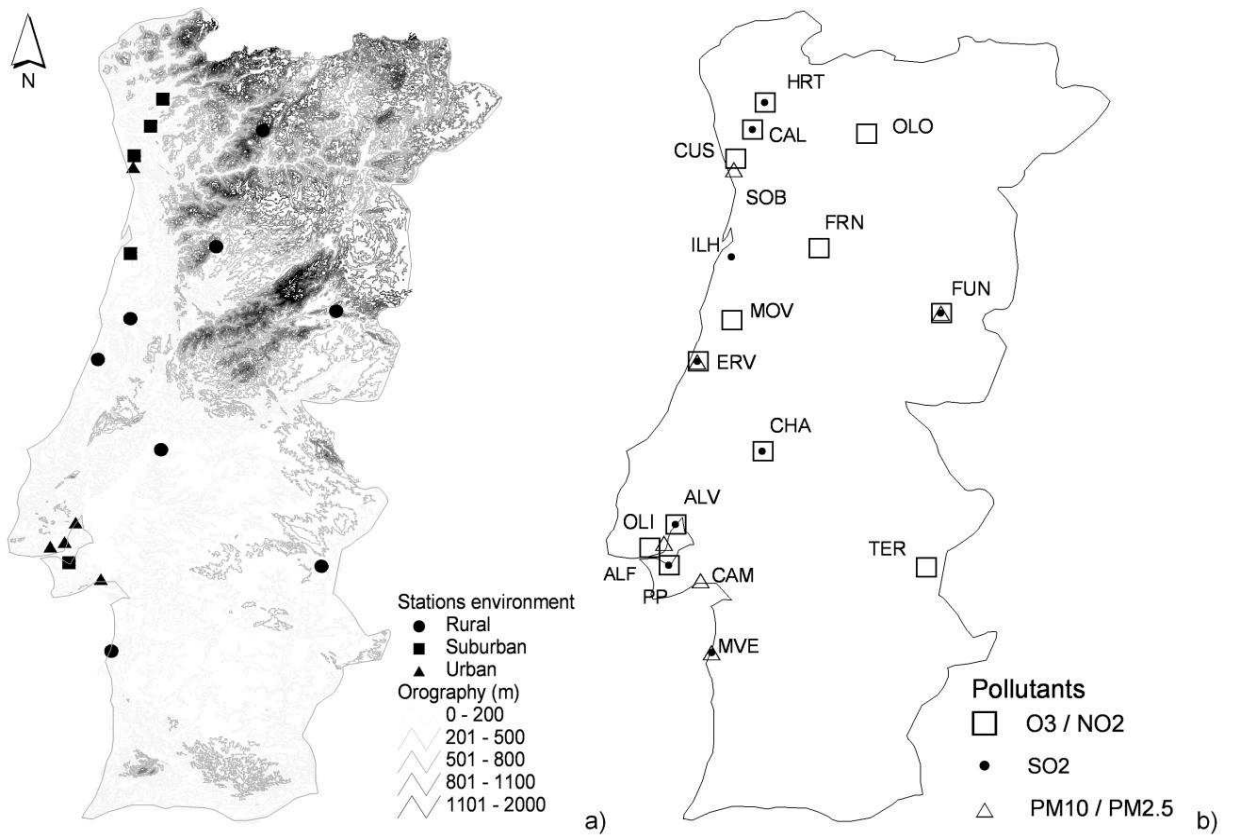 N
Stations environment
Rural
Suburban
Urban
Orography (m)
0 - 200
201 - 500
501 - 800
801 - 1100
1101 - 2000
a)
HRT
OLO
CAL
CUS
SOB
FRN
ILH
FUN
MOV
ERV
CHA
ALV
OLI
TER
ALF
CAM
PP
MVE
Pollutants
O3 / NO2
SO2
PM10 / PM2.5
b)